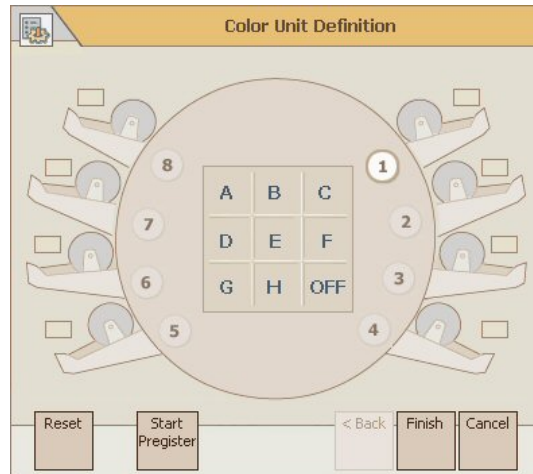 Color Unit Definition
8
1
A B C
7
2
D E F
6
3
G H OFF
5
4
Reset
Start
Pregister
< Back
Finish
Cancel